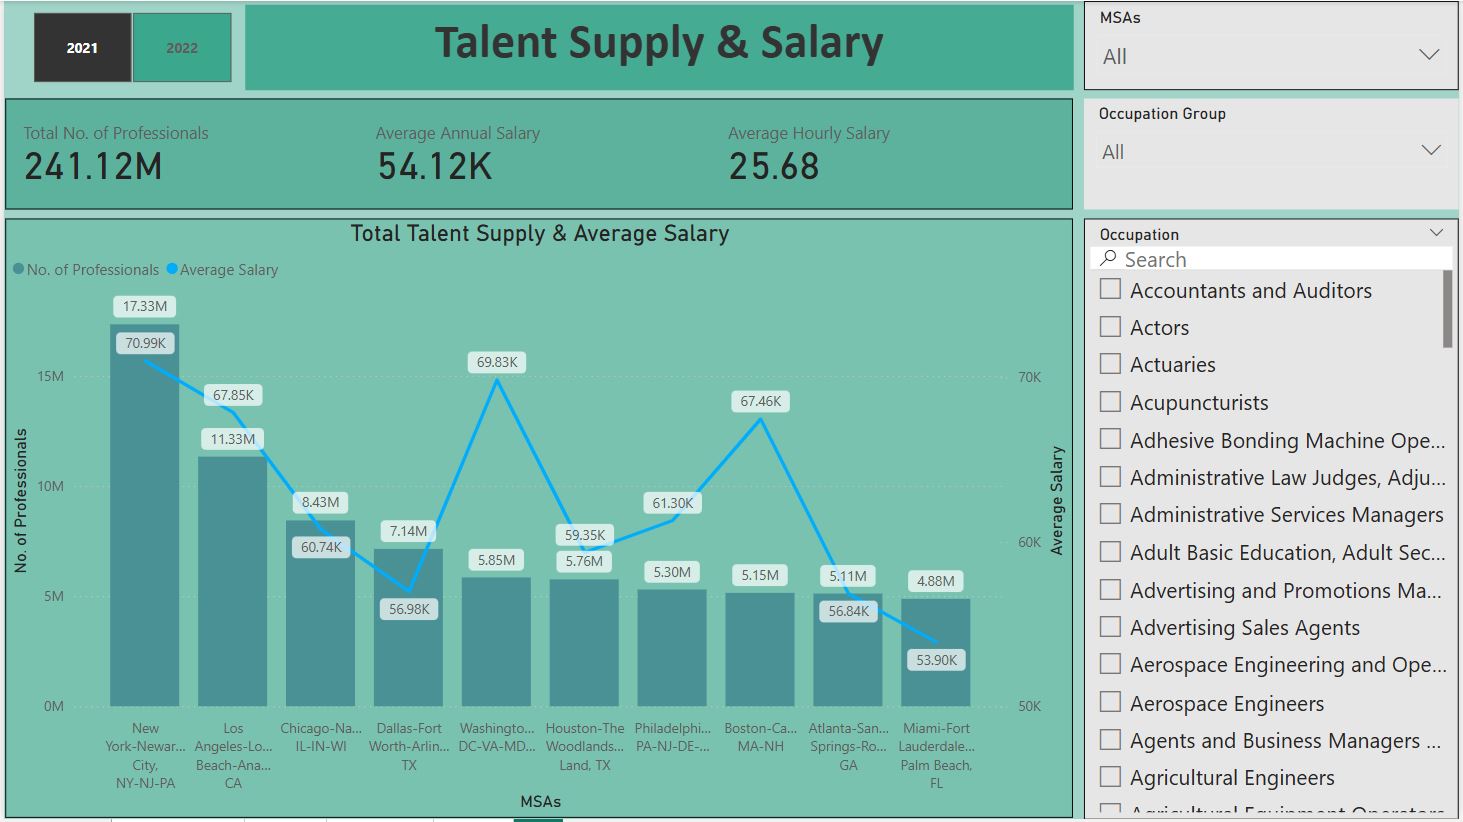 2021
2022
Talent Supply & Salary
MSAs
All
Total No. of Professionals
241.12M
Average Annual Salary
54.12K
Average Hourly Salary
25.68
Occupation Group
All
Total Talent Supply & Average Salary
No. of Professionals
Average Salary
No. of Professionals
15M
10M
5M
0M
17.33M
70.99K
67.85K
11.33M
8.43M
60.74K
7.14M
56.98K
69.83K
5.85M
59.35K
5.76M
61.30K
5.30M
67.46K
5.15M
5.11M
56.84K
4.88M
53.90K
70K
60K
50K
Average Salary
New
York-Newar...
City,
NY-NJ-PA
Los
Angeles-Lo...
Beach-Ana...
CA
Chicago-Na...
IL-IN-WI
Dallas-Fort
Worth-Arlin...
TX
Washingto...
DC-VA-MD...
Houston-The
Woodlands...
Land, TX
Philadelphi...
PA-NJ-DE-...
Boston-Ca...
MA-NH
Atlanta-San...
Springs-Ro...
GA
Miami-Fort
Lauderdale...
Palm Beach,
FL
MSAs
Occupation
Search
Accountants and Auditors
Actors
Actuaries
Acupuncturists
Adhesive Bonding Machine Ope...
Administrative Law Judges, Adju...
Administrative Services Managers
Adult Basic Education, Adult Sec...
Advertising and Promotions Ma...
Advertising Sales Agents
Aerospace Engineering and Ope...
Aerospace Engineers
Agents and Business Managers ...
Agricultural Engineers
Agricultural Equipment Operators